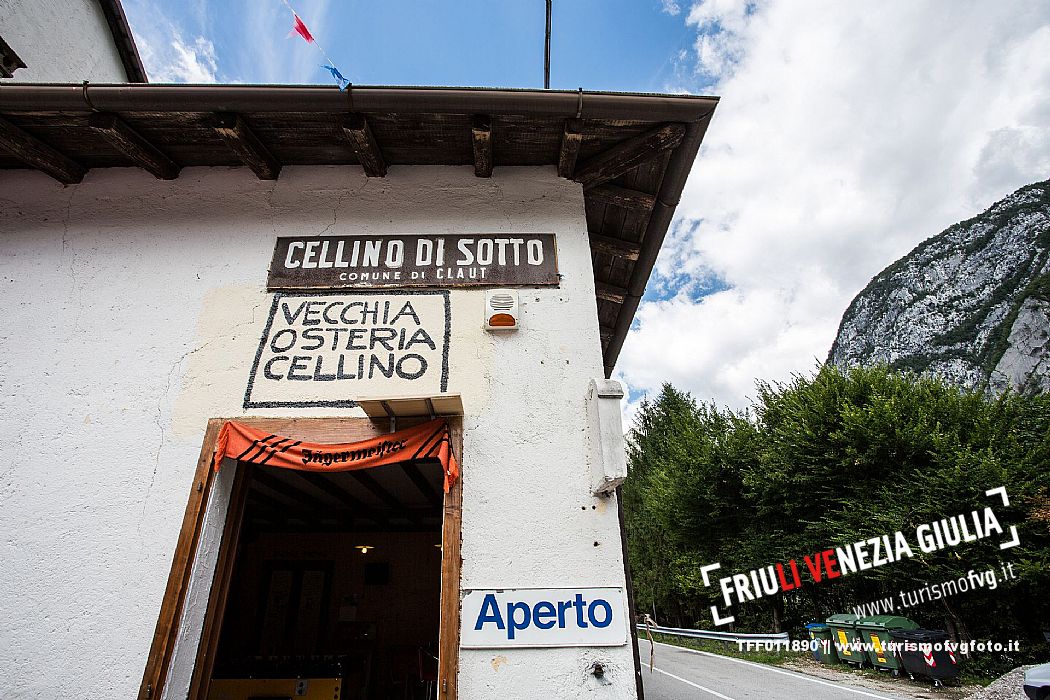 CELLINO DI SOTTO
COMUNE DI CLAUT
VECCHIA
OSTERIA
CELLINO
Jägermeister
Aperto
FRIULI VENEZIA GIULIA
www.turismofvg.it
TFF011890 | www.turismofvgfoto.it